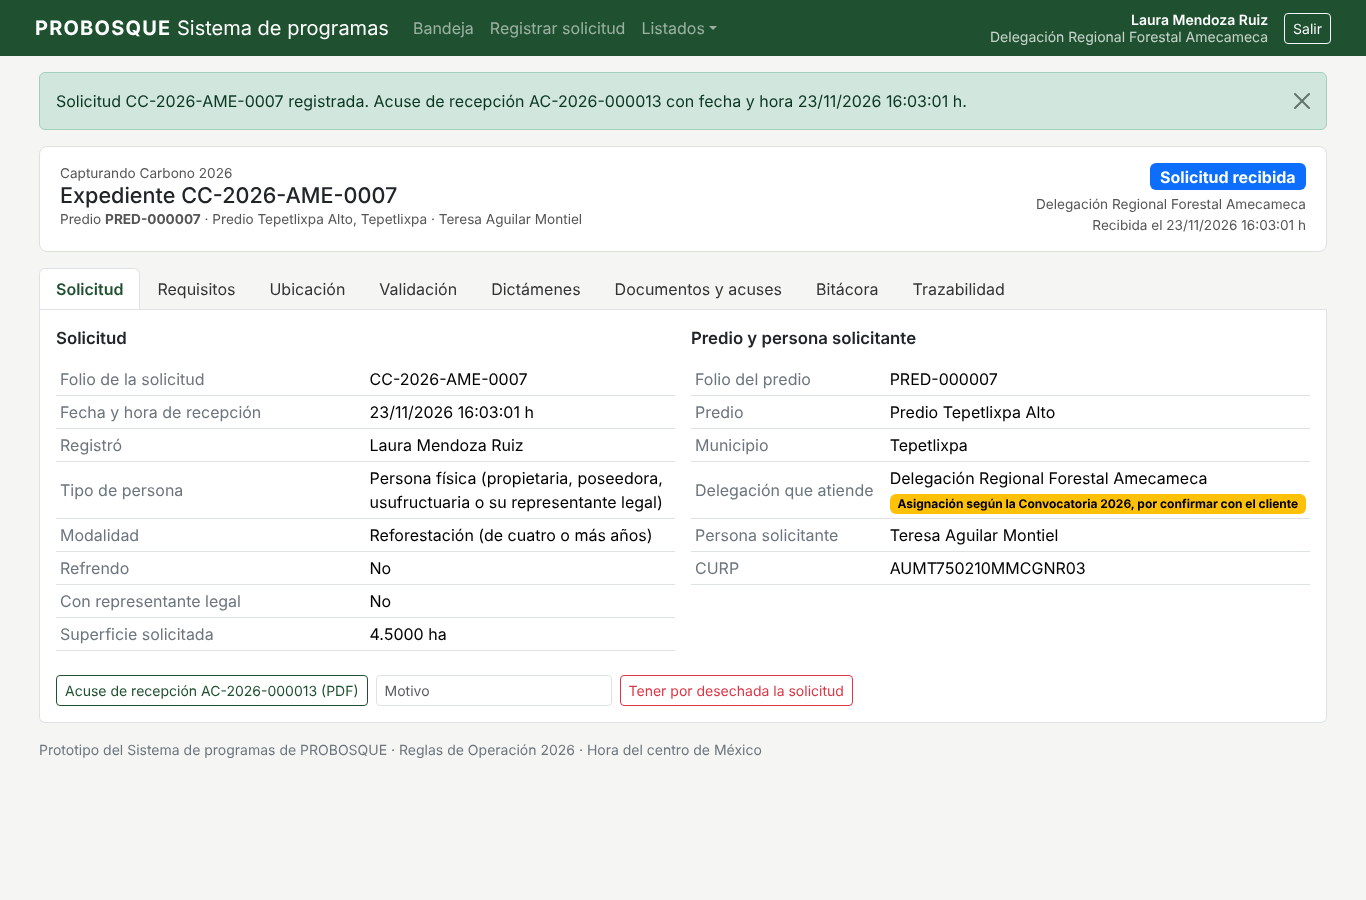 PROBOSQUE Sistema de programas
Bandeja
Registrar solicitud
Listados
Laura Mendoza Ruiz
Delegación Regional Forestal Amecameca
Salir
Solicitud CC-2026-AME-0007 registrada. Acuse de recepción AC-2026-000013 con fecha y hora 23/11/2026 16:03:01 h.
Capturando Carbono 2026
Expediente CC-2026-AME-0007
Predio PRED-000007 · Predio Tepetlixpa Alto, Tepetlixpa · Teresa Aguilar Montiel
Solicitud recibida
Delegación Regional Forestal Amecameca
Recibida el 23/11/2026 16:03:01 h
Solicitud
Requisitos
Ubicación
Validación
Dictámenes
Documentos y acuses
Bitácora
Trazabilidad
Solicitud
Folio de la solicitud CC-2026-AME-0007
Fecha y hora de recepción 23/11/2026 16:03:01 h
Registró Laura Mendoza Ruiz
Tipo de persona Persona física (propietaria, poseedora,
usufructuaria o su representante legal)
Modalidad Reforestación (de cuatro o más años)
Refrendo No
Con representante legal No
Superficie solicitada 4.5000 ha
Predio y persona solicitante
Folio del predio PRED-000007
Predio Predio Tepetlixpa Alto
Municipio Tepetlixpa
Delegación que atiende Delegación Regional Forestal Amecameca
Asignación según la Convocatoria 2026, por confirmar con el cliente
Persona solicitante Teresa Aguilar Montiel
CURP AUMT750210MMCGNR03
Acuse de recepción AC-2026-000013 (PDF)
Motivo
Tener por desechada la solicitud
Prototipo del Sistema de programas de PROBOSQUE · Reglas de Operación 2026 · Hora del centro de México